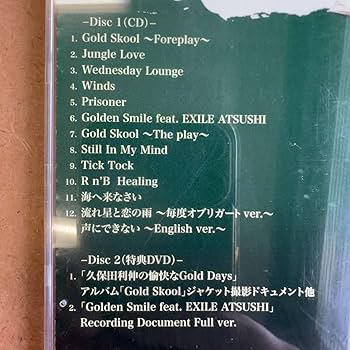 –Disc 1(CD)–
1. Gold Skool 〜Foreplay〜
2. Jungle Love
3. Wednesday Lounge
4. Winds
5. Prisoner
6. Golden Smile feat. EXILE ATSUSHI
7. Gold Skool 〜The play〜
8. Still In My Mind
9. Tick Tock
10. R n'B Healing
11. 海へ来なさい
12. 流れ星と恋の雨 〜毎度オブリガート ver.〜
声にできない 〜English ver.〜
–Disc 2(特典DVD)–
1. 「久保田利伸の愉快なGold Days」
アルバム「Gold Skool」ジャケット撮影ドキュメント他
2. 「Golden Smile feat. EXILE ATSUSHI」
Recording Document Full ver.